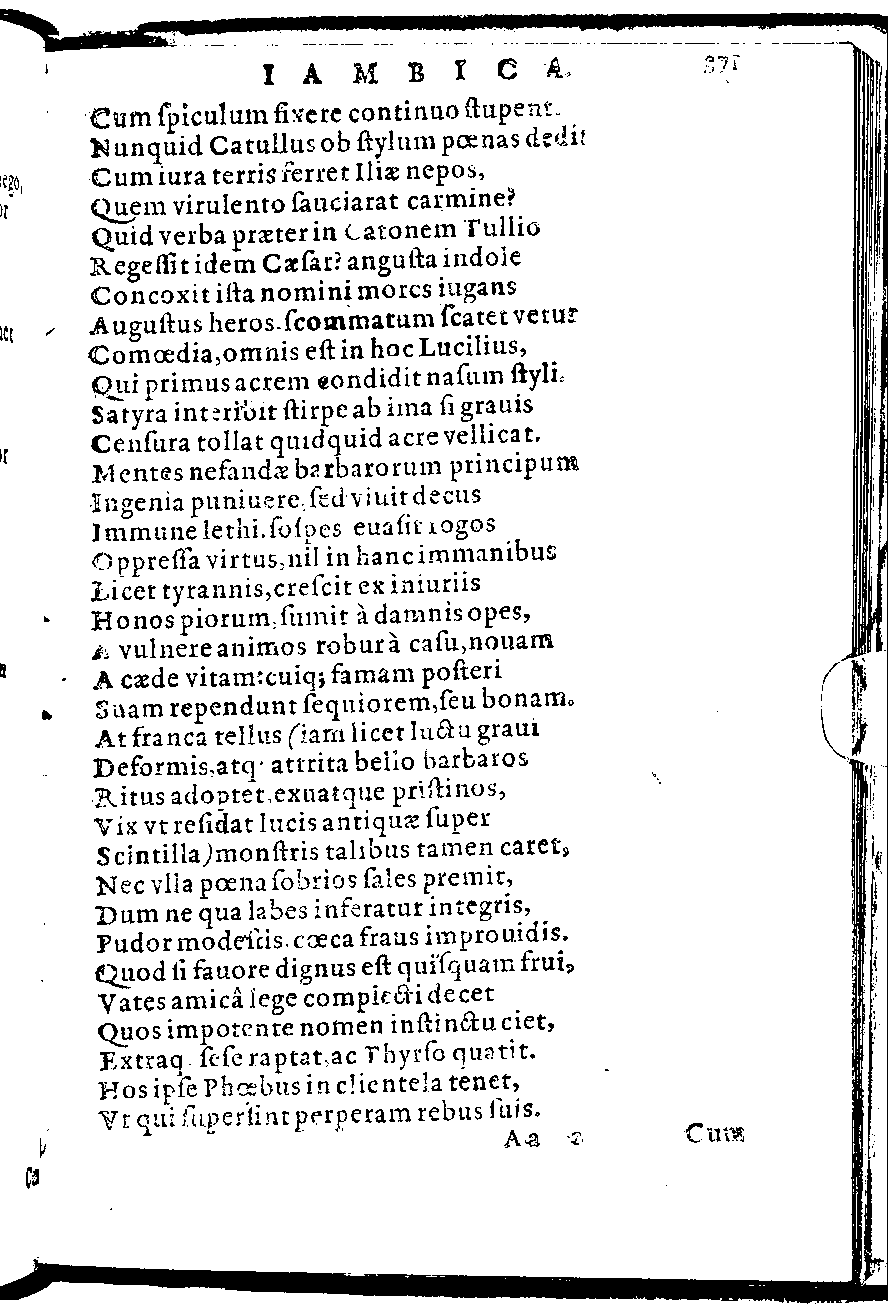 IAMBICA. 371
Cum ſpiculum fixere continuo ſtupent.
Nunquid Catullus ob ſtylum pœnas dedit
Cum iura terris ferret Iliæ nepos,
Quem virulento ſauciarat carmine?
Quid verba præter in Catonem Tullio
Regeſſit idem Cæſar? anguſta indole
Concoxit iſta nomini mores iugans
Auguſtus heros. ſcommatum ſcatet vetus
Comœdia, omnis eſt in hoc Lucilius,
Qui primus acrem condidit naſum ſtyli.
Satyra interibit ſtirpe ab ima ſi grauis
Cenſura tollat quidquid acre vellicat.
Mentes nefandæ barbarorum principum
Ingenia puniuere, ſed viuit decus
Immune lethi. ſoſpes euaſit rogos
Oppreſſa virtus, nil in hanc immanibus
Licet tyrannis, creſcit ex iniuriis
Honos piorum, ſumit à damnis opes,
A vulnere animos robur à caſu, nouam
A cæde vitam: cuiq; famam poſteri
Suam rependunt ſequiorem, ſeu bonam.
At franca tellus (iam licet luctu graui
Deformis, atq; attrita bello barbaros
Ritus adoptet, exuatque priſtinos,
Vix vt reſidat lucis antiquæ ſuper
Scintilla) monſtris talibus tamen caret,
Nec vlla pœna ſobrios ſales premit,
Dum ne qua labes inferatur integris,
Pudor modeſtis, cœca fraus improuidis.
Quod ſi fauore dignus eſt quiſquam frui,
Vates amicâ lege complecti decet
Quos impotente nomen inſtinctu ciet,
Extraq; ſeſe raptat, ac Thyrſo quatit.
Hos ipſe Phœbus in clientela tenet,
Vt qui ſuperſint perperam rebus ſuis.
Aa 2 Cum